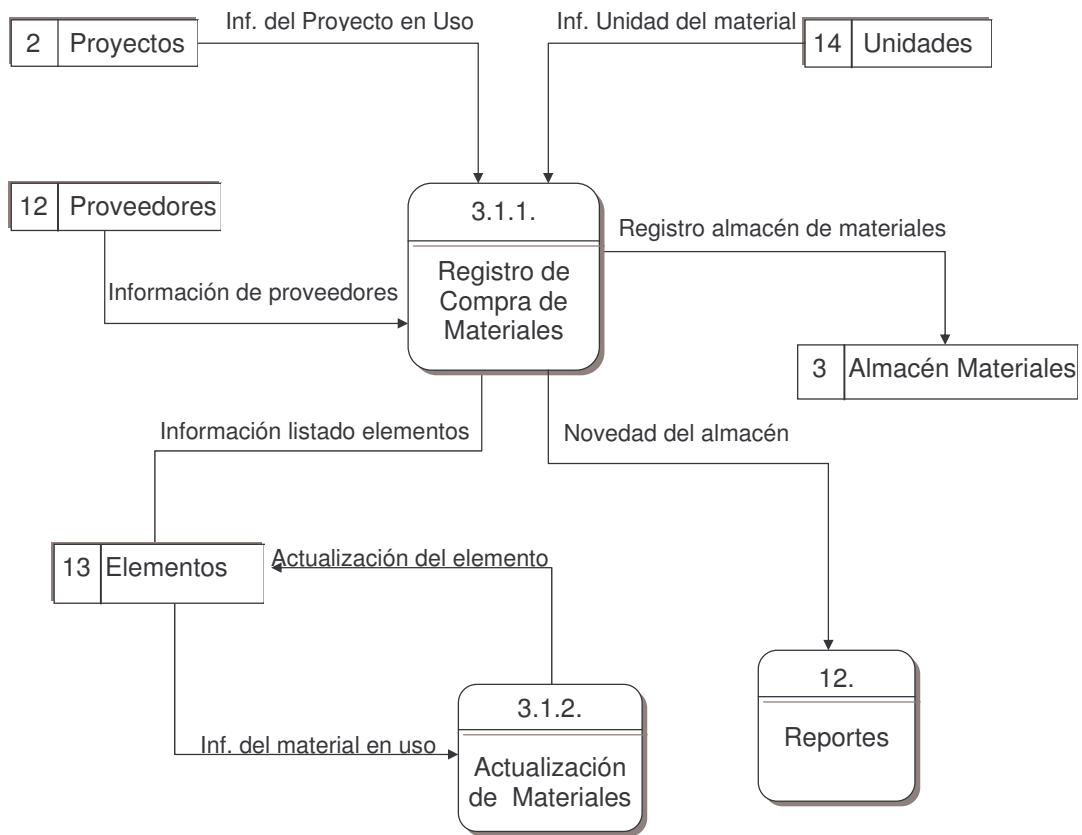 Inf. del Proyecto en Uso
Inf. Unidad del material
2 Proyectos
14 Unidades
12 Proveedores
3.1.1.
Registro almacén de materiales
Registro de
Compra de
Materiales
Información de proveedores
3 Almacén Materiales
Información listado elementos
Novedad del almacén
13 Elementos
Actualización del elemento
12.
3.1.2.
Reportes
Inf. del material en uso
Actualización
de Materiales